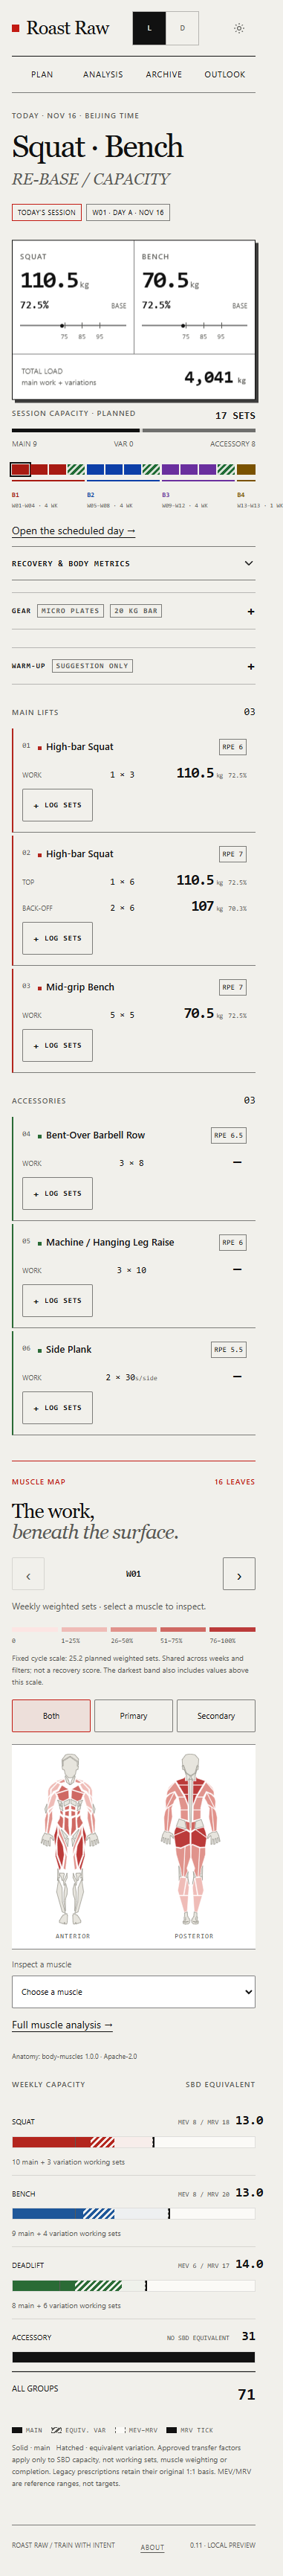 Roast Raw
L D
PLAN ANALYSIS ARCHIVE OUTLOOK
TODAY · NOV 16 · BEIJING TIME
Squat · Bench
RE-BASE / CAPACITY
TODAY'S SESSION W01 · DAY A · NOV 16
SQUAT BENCH
110.5 kg 70.5 kg
72.5% BASE 72.5% BASE
75 85 95 75 85 95
TOTAL LOAD
main work + variations
4,041 kg
SESSION CAPACITY · PLANNED 17 SETS
MAIN 9 VAR 0 ACCESSORY 8
B1 B2 B3 B4
W01-W04 · 4 WK W05-W08 · 4 WK W09-W12 · 4 WK W13-W13 · 1 WK
Open the scheduled day →
RECOVERY & BODY METRICS
GEAR MICRO PLATES 20 KG BAR +
WARM-UP SUGGESTION ONLY +
MAIN LIFTS 03
01 High-bar Squat RPE 6
WORK 1 × 3 110.5 kg 72.5%
+ LOG SETS
02 High-bar Squat RPE 7
TOP 1 × 6 110.5 kg 72.5%
BACK-OFF 2 × 6 107 kg 70.3%
+ LOG SETS
03 Mid-grip Bench RPE 7
WORK 5 × 5 70.5 kg 72.5%
+ LOG SETS
ACCESSORIES 03
04 Bent-Over Barbell Row RPE 6.5
WORK 3 × 8 —
+ LOG SETS
05 Machine / Hanging Leg Raise RPE 6
WORK 3 × 10 —
+ LOG SETS
06 Side Plank RPE 5.5
WORK 2 × 30s/side —
+ LOG SETS
MUSCLE MAP 16 LEAVES
The work,
beneath the surface.
‹ W01 ›
Weekly weighted sets · select a muscle to inspect.
0 1–25% 26–50% 51–75% 76–100%
Fixed cycle scale: 25.2 planned weighted sets. Shared across weeks and
filters; not a recovery score. The darkest band also includes values above
this scale.
Both Primary Secondary
ANTERIOR POSTERIOR
Inspect a muscle
Choose a muscle
Full muscle analysis →
Anatomy: body-muscles 1.0.0 · Apache-2.0
WEEKLY CAPACITY SBD EQUIVALENT
SQUAT MEV 8 / MRV 18 13.0
10 main + 3 variation working sets
BENCH MEV 8 / MRV 20 13.0
9 main + 4 variation working sets
DEADLIFT MEV 6 / MRV 17 14.0
8 main + 6 variation working sets
ACCESSORY NO SBD EQUIVALENT 31
ALL GROUPS 71
MAIN EQUIV. VAR MEV–MRV MRV TICK
Solid · main Hatched · equivalent variation. Approved transfer factors
apply only to SBD capacity, not working sets, muscle weighting or
completion. Legacy prescriptions retain their original 1:1 basis. MEV/MRV
are reference ranges, not targets.
ROAST RAW / TRAIN WITH INTENT ABOUT 0.11 · LOCAL PREVIEW